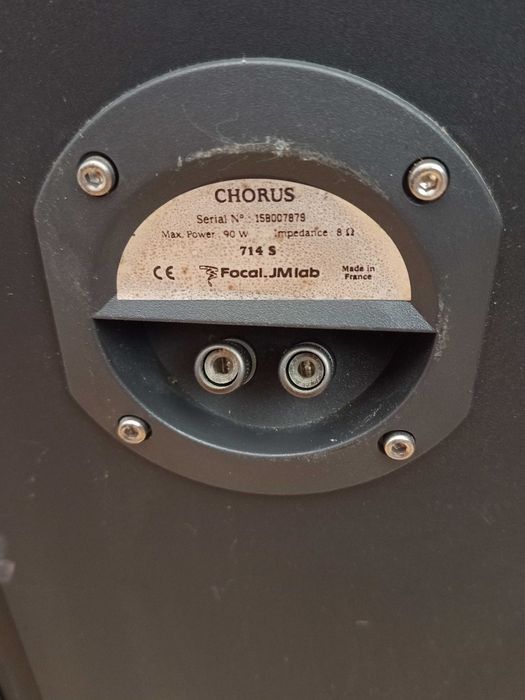 CHORUS
Serial N° : 15B007879
Max. Power : 90 W Impedance : 8 Ω
714 S
CE Focal.JMlab Made in
France